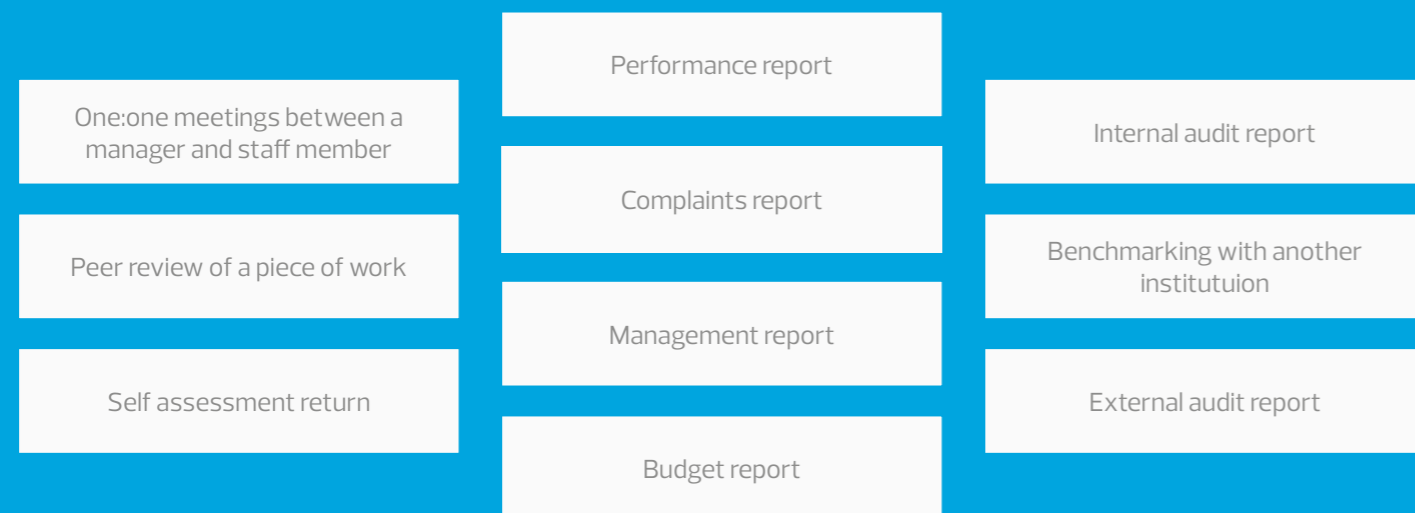 One:one meetings between a
manager and staff member
Peer review of a piece of work
Self assessment return
Performance report
Complaints report
Management report
Budget report
Internal audit report
Benchmarking with another
institutuion
External audit report